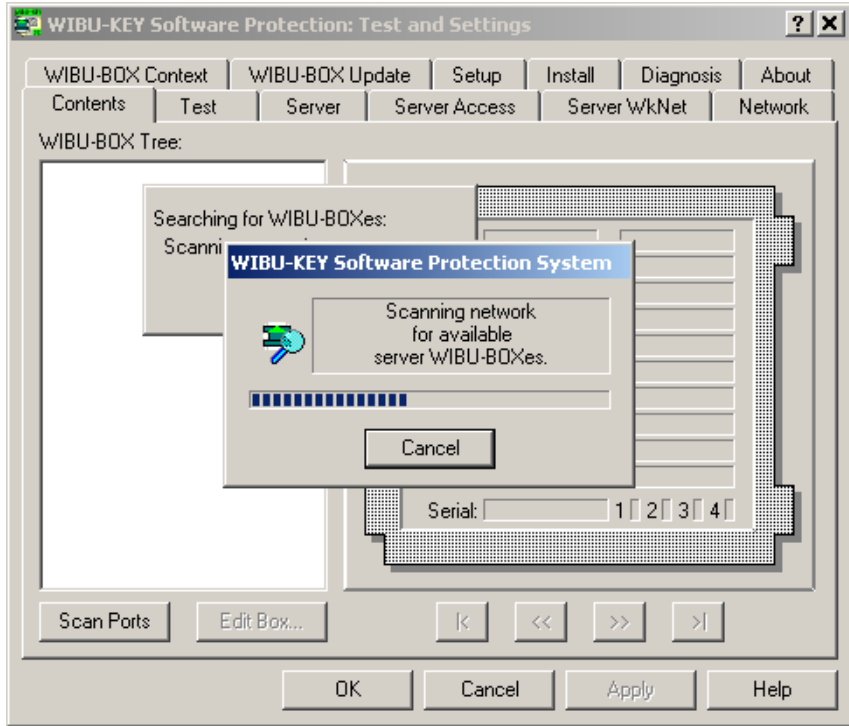 WIBU-KEY Software Protection: Test and Settings
WIBU-BOX Context WIBU-BOX Update Setup Install Diagnosis About
Contents Test Server Server Access Server WkNet Network
WIBU-BOX Tree:
Searching for WIBU-BOXes:
WIBU-KEY Software Protection System
Scanning network
for available
server WIBU-BOXes.
Cancel
Serial: 1 2 3 4
Scan Ports Edit Box... |< << >> >|
OK Cancel Apply Help